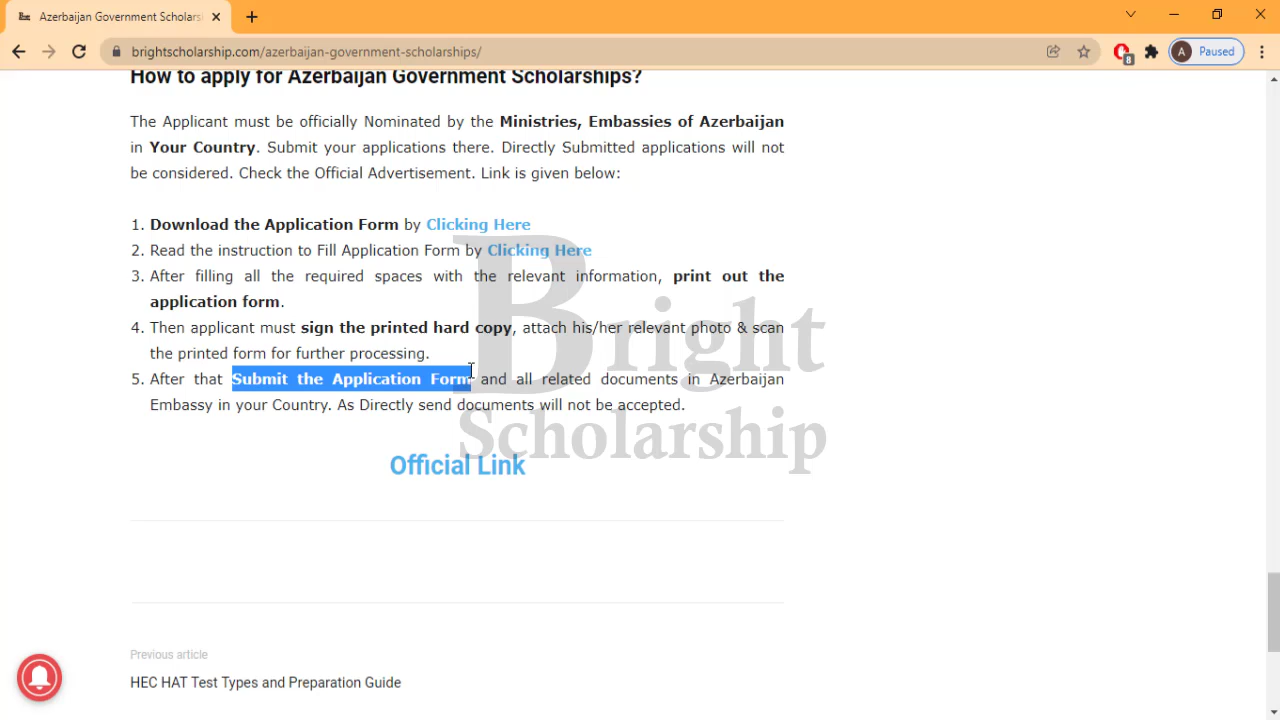 Azerbaijan Government Scholars
brightscholarship.com/azerbaijan-government-scholarships/
8
A
Paused
How to apply for Azerbaijan Government Scholarships?
The Applicant must be officially Nominated by the Ministries, Embassies of Azerbaijan
in Your Country. Submit your applications there. Directly Submitted applications will not
be considered. Check the Official Advertisement. Link is given below:
1. Download the Application Form by Clicking Here
2. Read the instruction to Fill Application Form by Clicking Here
3. After filling all the required spaces with the relevant information, print out the
application form.
4. Then applicant must sign the printed hard copy, attach his/her relevant photo & scan
the printed form for further processing.
5. After that Submit the Application Form and all related documents in Azerbaijan
Embassy in your Country. As Directly send documents will not be accepted.
Bright
Scholarship
Official Link
Previous article
HEC HAT Test Types and Preparation Guide